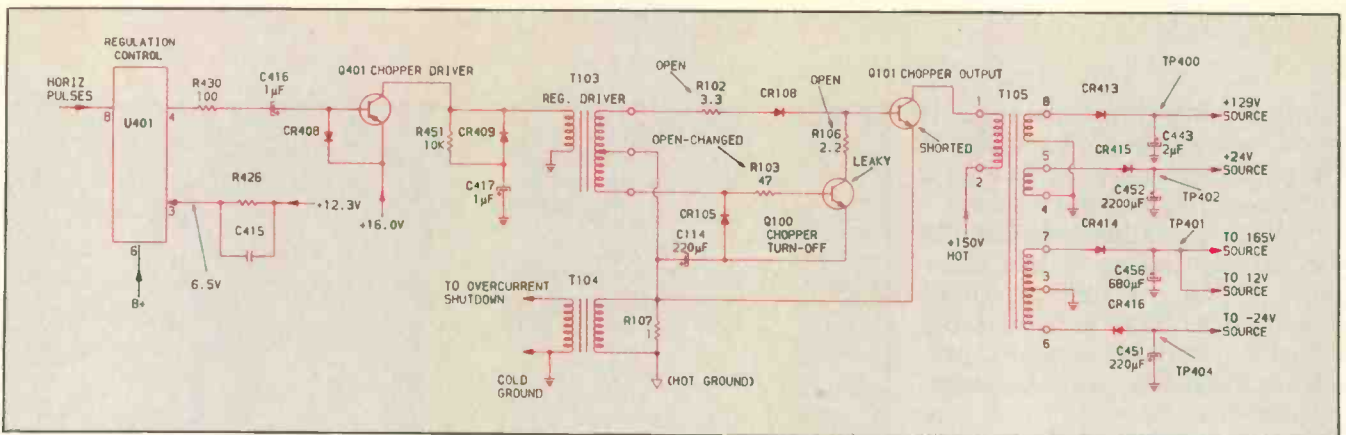 REGULATION
CONTROL
HORIZ
PULSES
8
U401
4
3
6
B+
R430
100
C416
1µF
CR408
Q401 CHOPPER DRIVER
R426
C415
+12.3V
6.5V
+16.0V
R451
10K
CR409
C417
1µF
T103
REG. DRIVER
OPEN
R102
3.3
CR108
OPEN
R106
2.2
OPEN-CHANGED
R103
47
LEAKY
CR105
C114
220µF
Q100
CHOPPER
TURN-OFF
Q101 CHOPPER OUTPUT
SHORTED
TO OVERCURRENT
SHUTDOWN
T104
R107
1
COLD
GROUND
(HOT GROUND)
1
T105
2
+150V
HOT
8
5
4
7
3
6
CR413
TP400
+129V
SOURCE
C443
2µF
CR415
+24V
SOURCE
C452
2200µF
TP402
CR414
TP401
TO 165V
SOURCE
C456
680µF
TO 12V
SOURCE
CR416
TO -24V
SOURCE
C451
220µF
TP404